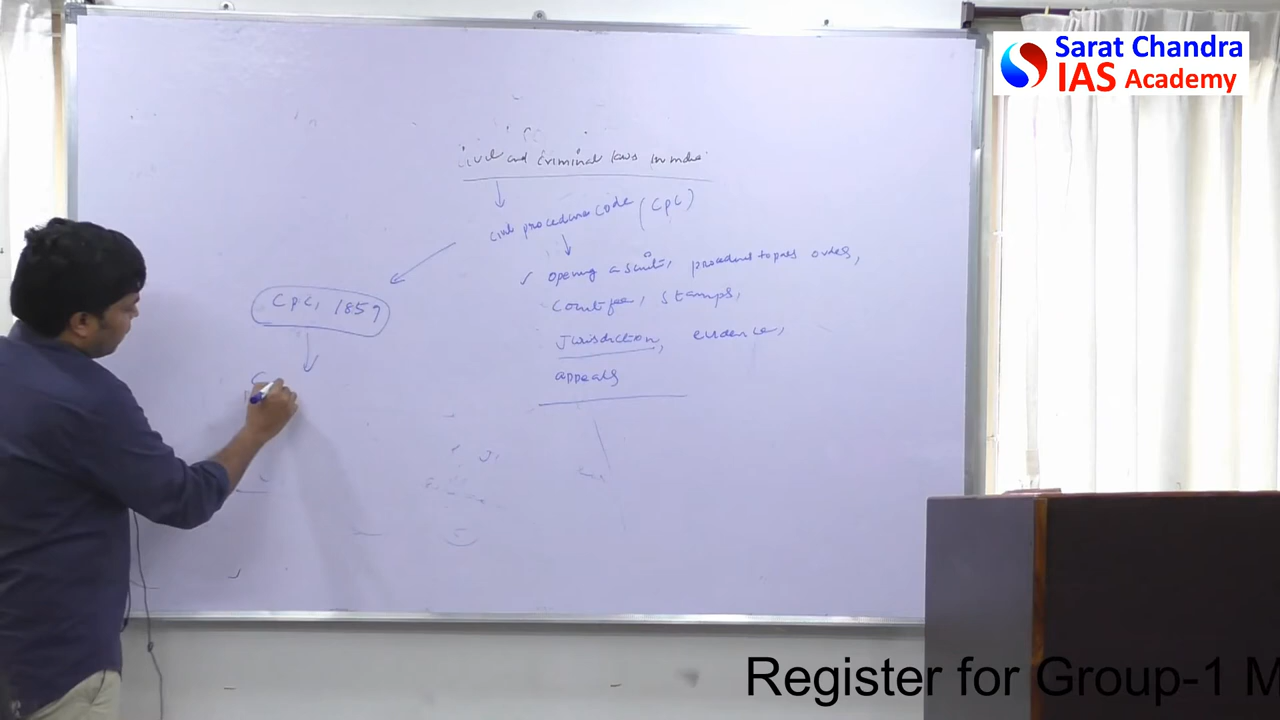 Sarat Chandra
IAS Academy
Civil and Criminal laws in India
Civil procedures code (CPC)
✓ opening a suit, procedure to pass orders,
Court fee, stamps,
Jurisdiction, evidence,
appeals
CPC, 1859
C
Register for Group-1 M